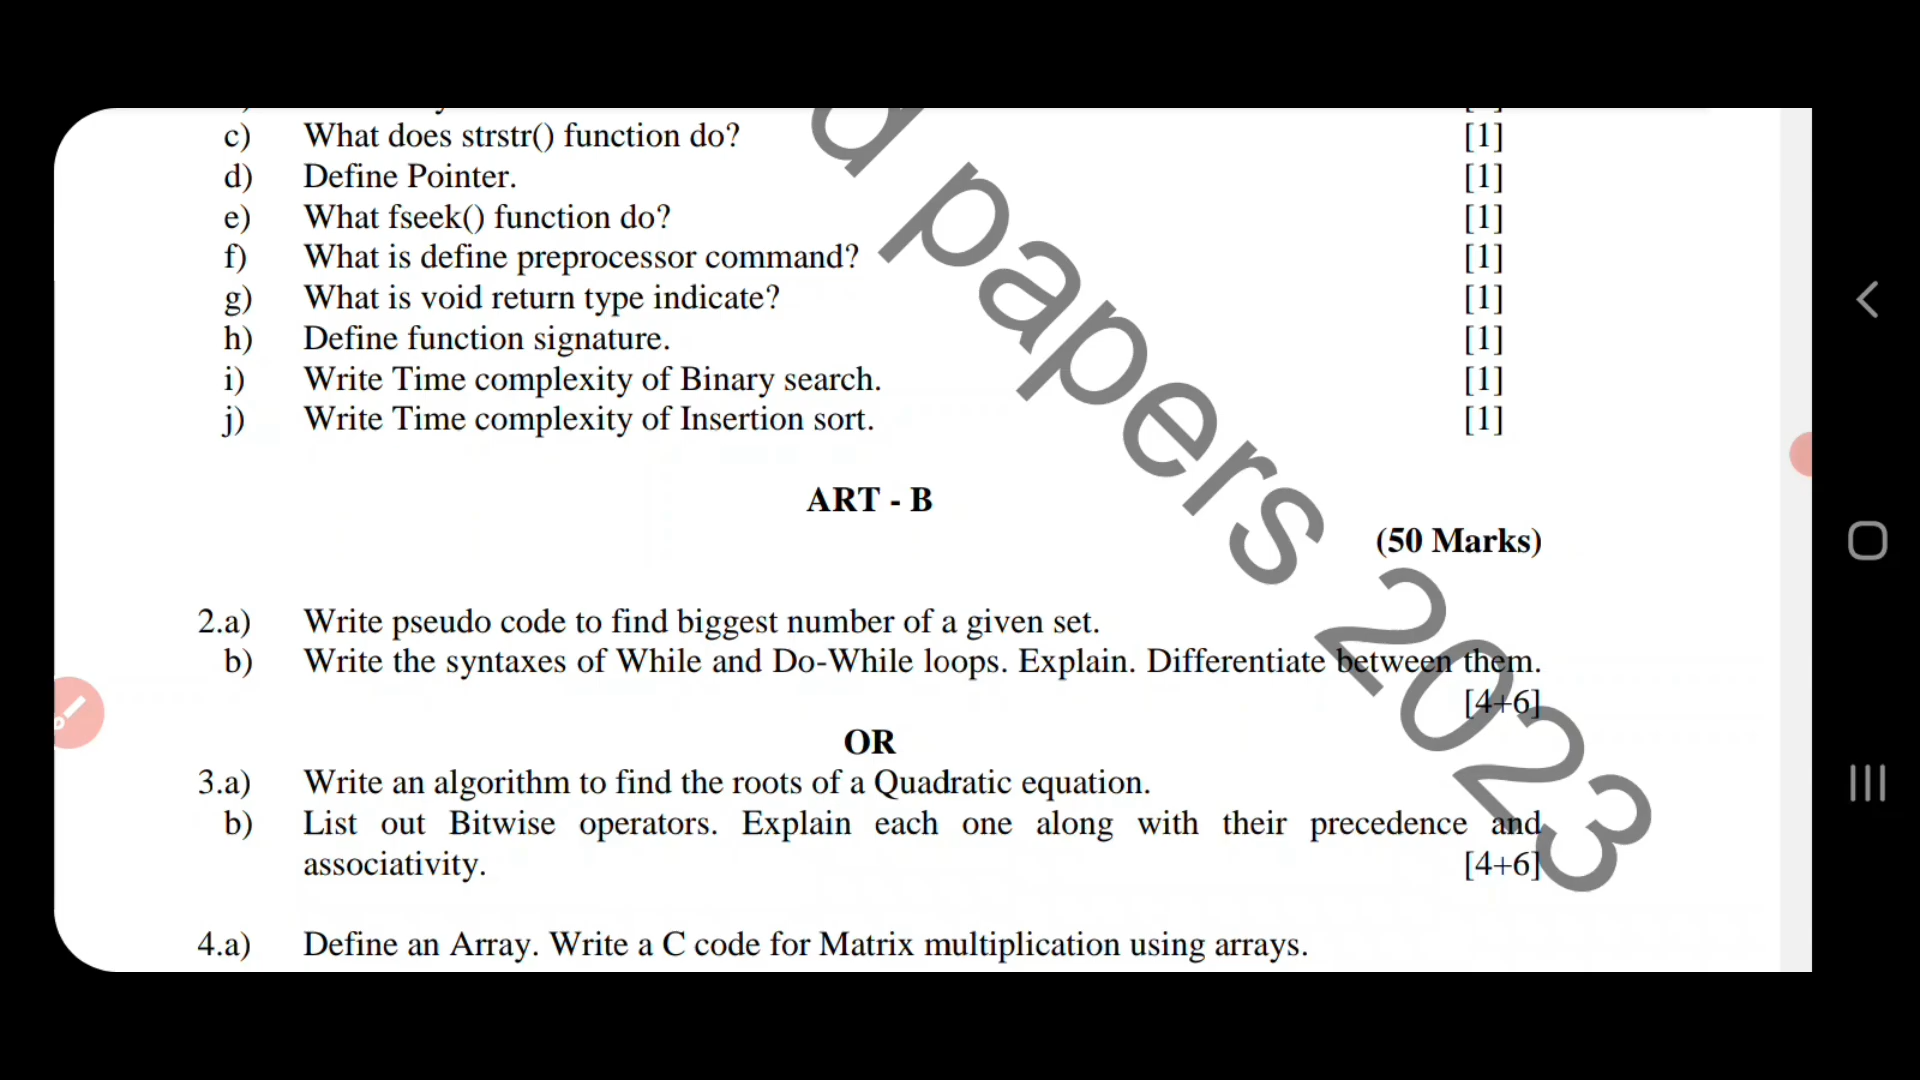 c) What does strstr() function do? [1]
d) Define Pointer. [1]
e) What fseek() function do? [1]
f) What is define preprocessor command? [1]
g) What is void return type indicate? [1]
h) Define function signature. [1]
i) Write Time complexity of Binary search. [1]
j) Write Time complexity of Insertion sort. [1]
ART - B
(50 Marks)
2.a) Write pseudo code to find biggest number of a given set.
b) Write the syntaxes of While and Do-While loops. Explain. Differentiate between them.
[4+6]
OR
3.a) Write an algorithm to find the roots of a Quadratic equation.
b) List out Bitwise operators. Explain each one along with their precedence and
associativity. [4+6]
4.a) Define an Array. Write a C code for Matrix multiplication using arrays.
d papers 2023